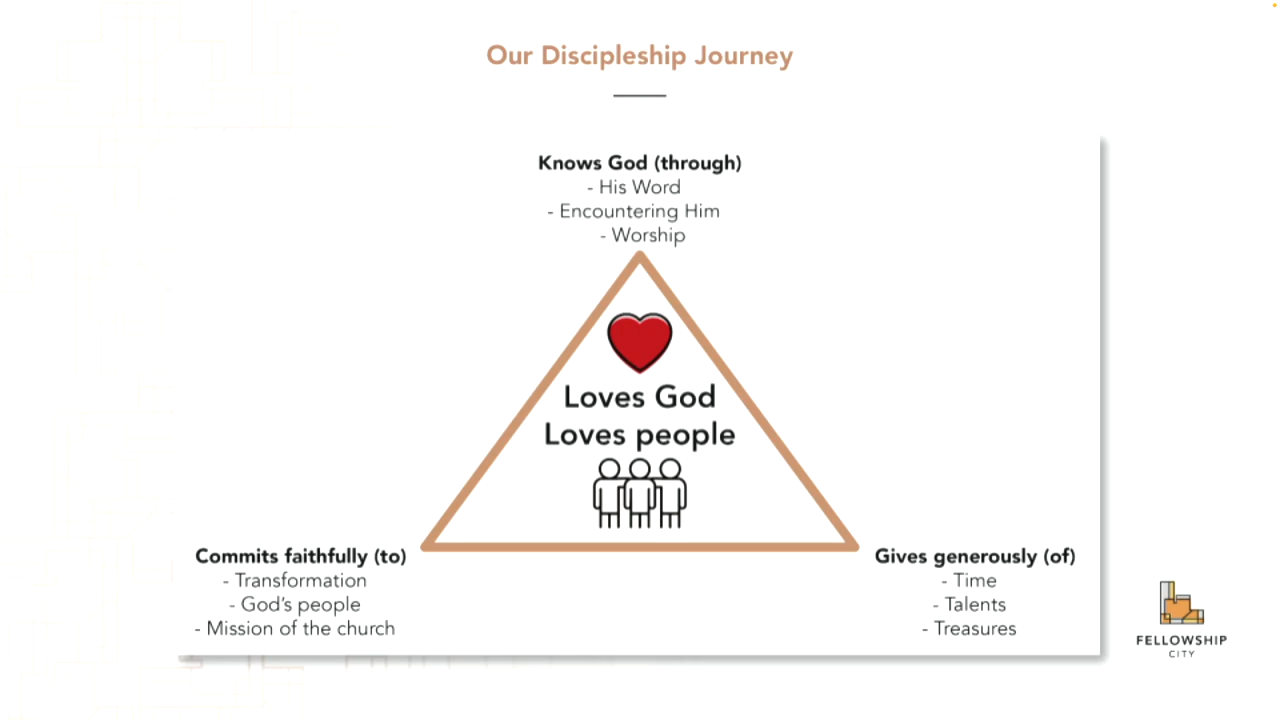 Our Discipleship Journey
Knows God (through)
- His Word
- Encountering Him
- Worship
Loves God
Loves people
Commits faithfully (to)
- Transformation
- God's people
- Mission of the church
Gives generously (of)
- Time
- Talents
- Treasures
FELLOWSHIP
CITY